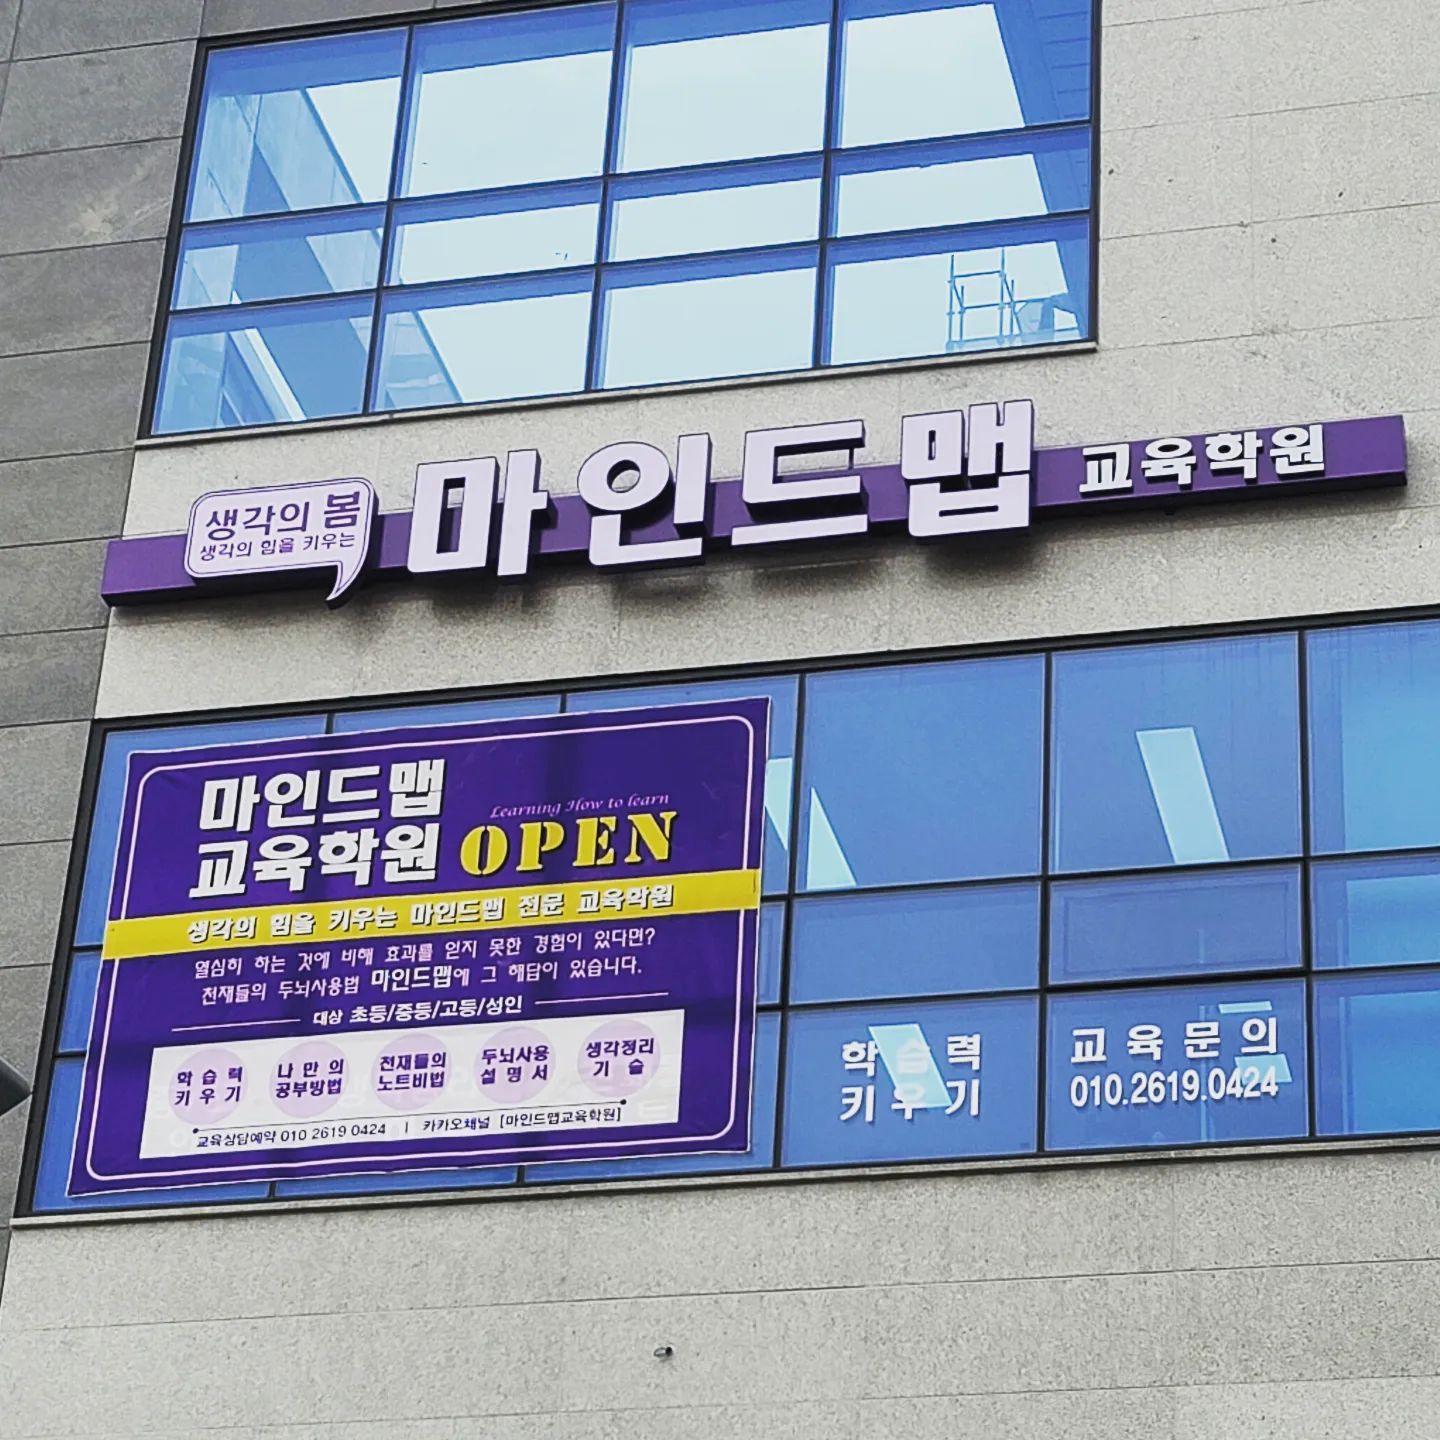 생각의 봄
생각의 힘을 키우는
마인드맵 교육학원
마인드맵
교육학원
Learning How to learn
OPEN
생각의 힘을 키우는 마인드맵 전문 교육학원
열심히 하는 것에 비해 효과를 얻지 못한 경험이 있다면?
천재들의 두뇌사용법 마인드맵에 그 해답이 있습니다.
대상 초등/중등/고등/성인
학습력
키우기
나만의
공부방법
천재들의
노트비법
두뇌사용
설명서
생각정리
기술
교육상담예약 010 2619 0424 | 카카오채널 [마인드맵교육학원]
학습력
키우기
교육문의
010.2619.0424